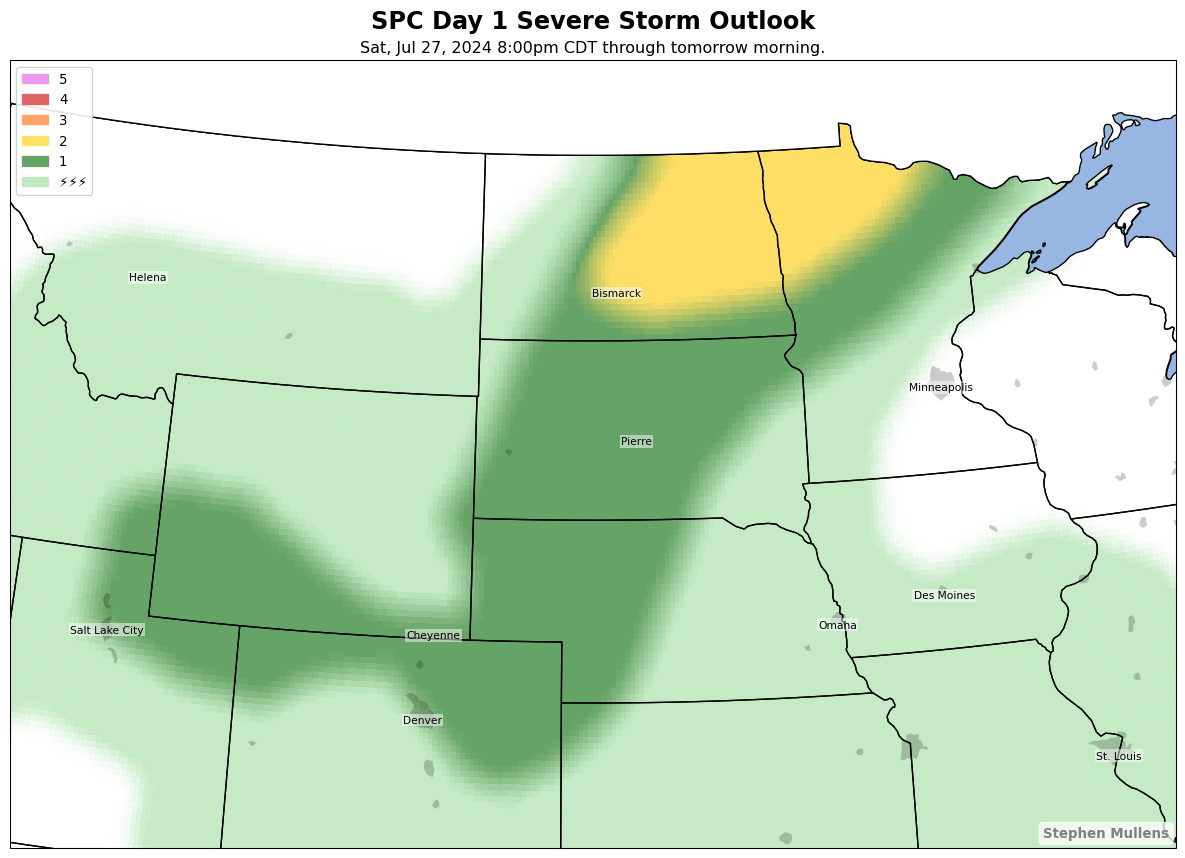 SPC Day 1 Severe Storm Outlook
Sat, Jul 27, 2024 8:00pm CDT through tomorrow morning.
5
4
3
2
1
⚡⚡⚡
Helena
Bismarck
Minneapolis
Pierre
Des Moines
Omaha
Salt Lake City
Cheyenne
Denver
St. Louis
Stephen Mullens